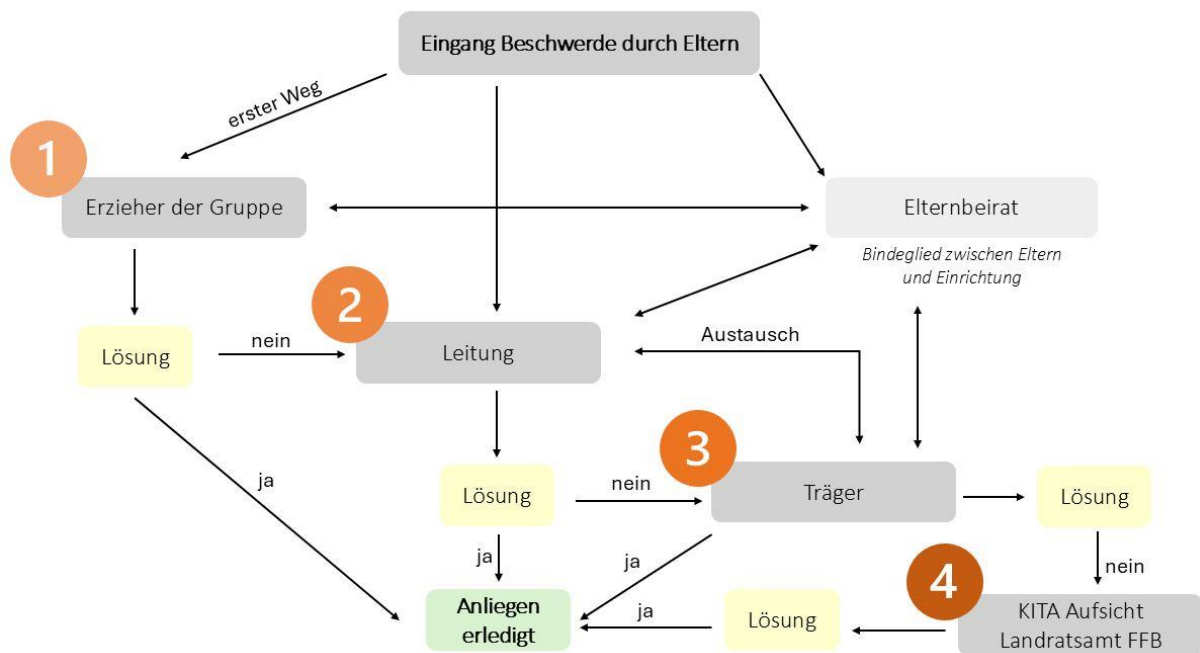 Eingang Beschwerde durch Eltern
erster Weg
1
Erzieher der Gruppe
Elternbeirat
Bindeglied zwischen Eltern
und Einrichtung
2
Lösung
nein
Leitung
Austausch
3
ja
Lösung
nein
Träger
Lösung
ja
ja
nein
4
Anliegen
erledigt
ja
Lösung
KITA Aufsicht
Landratsamt FFB